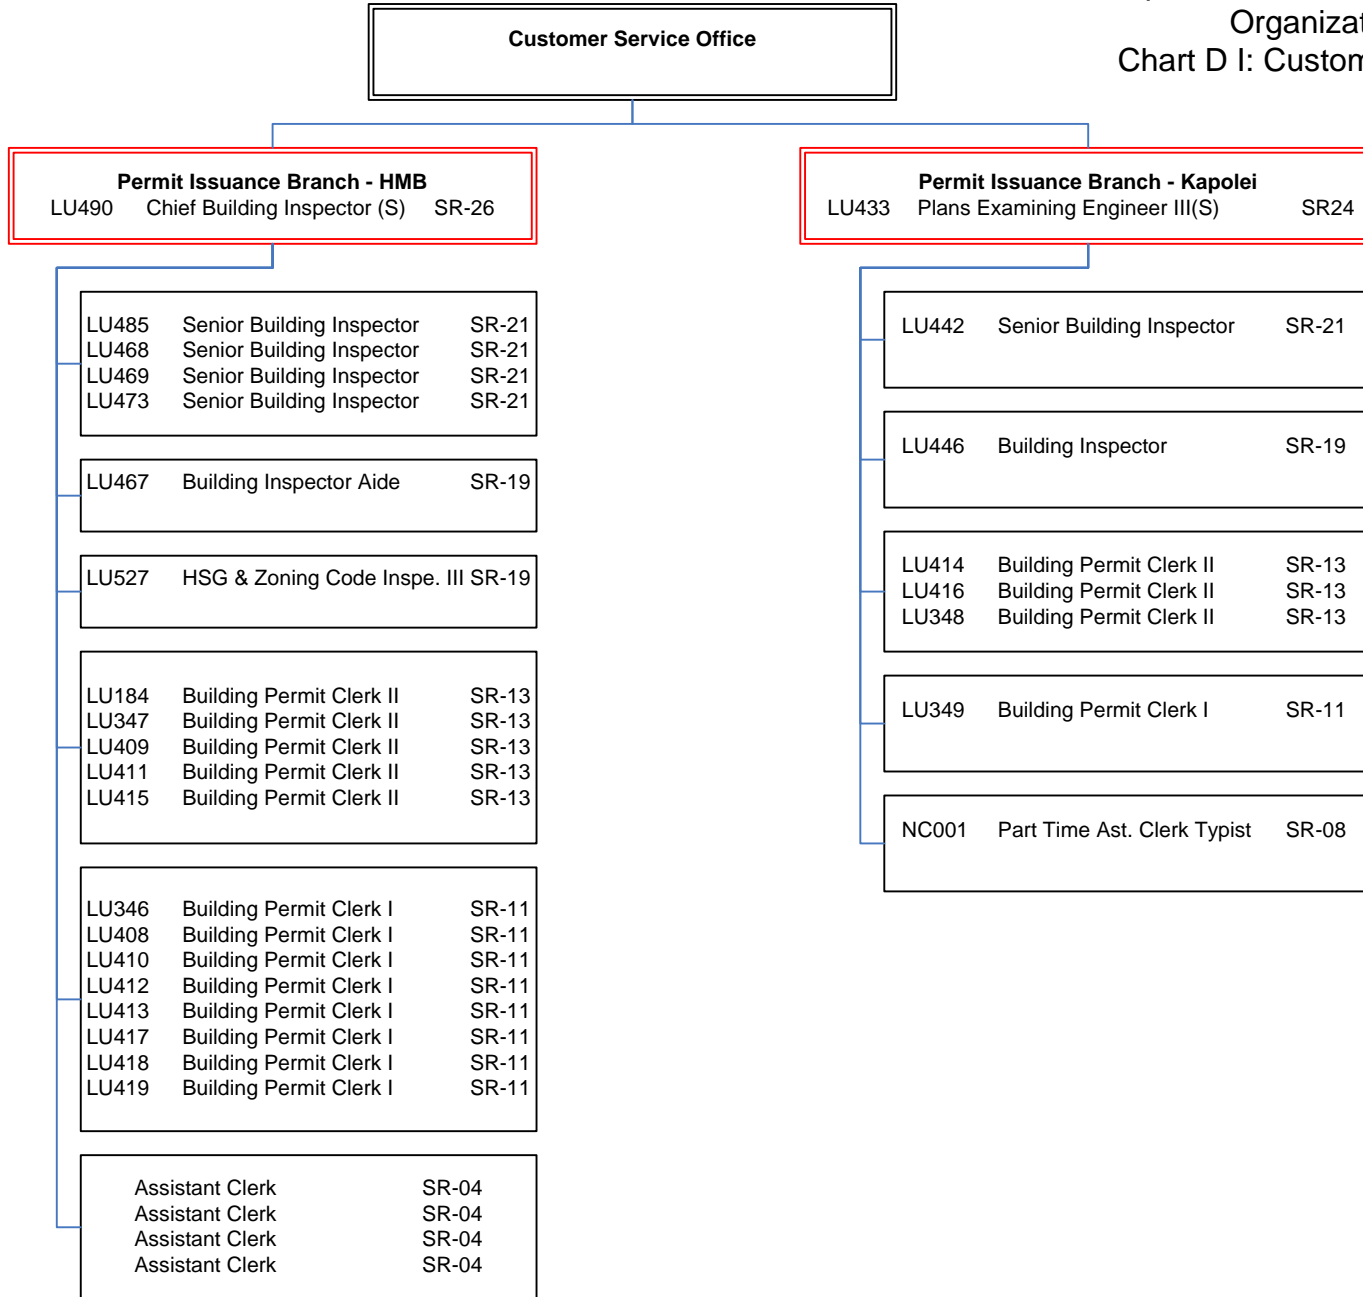 Organizat
Chart D I: Custom
Customer Service Office
Permit Issuance Branch - HMB
LU490 Chief Building Inspector (S) SR-26
LU485 Senior Building Inspector SR-21
LU468 Senior Building Inspector SR-21
LU469 Senior Building Inspector SR-21
LU473 Senior Building Inspector SR-21
LU467 Building Inspector Aide SR-19
LU527 HSG & Zoning Code Inspe. III SR-19
LU184 Building Permit Clerk II SR-13
LU347 Building Permit Clerk II SR-13
LU409 Building Permit Clerk II SR-13
LU411 Building Permit Clerk II SR-13
LU415 Building Permit Clerk II SR-13
LU346 Building Permit Clerk I SR-11
LU408 Building Permit Clerk I SR-11
LU410 Building Permit Clerk I SR-11
LU412 Building Permit Clerk I SR-11
LU413 Building Permit Clerk I SR-11
LU417 Building Permit Clerk I SR-11
LU418 Building Permit Clerk I SR-11
LU419 Building Permit Clerk I SR-11
Assistant Clerk SR-04
Assistant Clerk SR-04
Assistant Clerk SR-04
Assistant Clerk SR-04
Permit Issuance Branch - Kapolei
LU433 Plans Examining Engineer III(S) SR24
LU442 Senior Building Inspector SR-21
LU446 Building Inspector SR-19
LU414 Building Permit Clerk II SR-13
LU416 Building Permit Clerk II SR-13
LU348 Building Permit Clerk II SR-13
LU349 Building Permit Clerk I SR-11
NC001 Part Time Ast. Clerk Typist SR-08